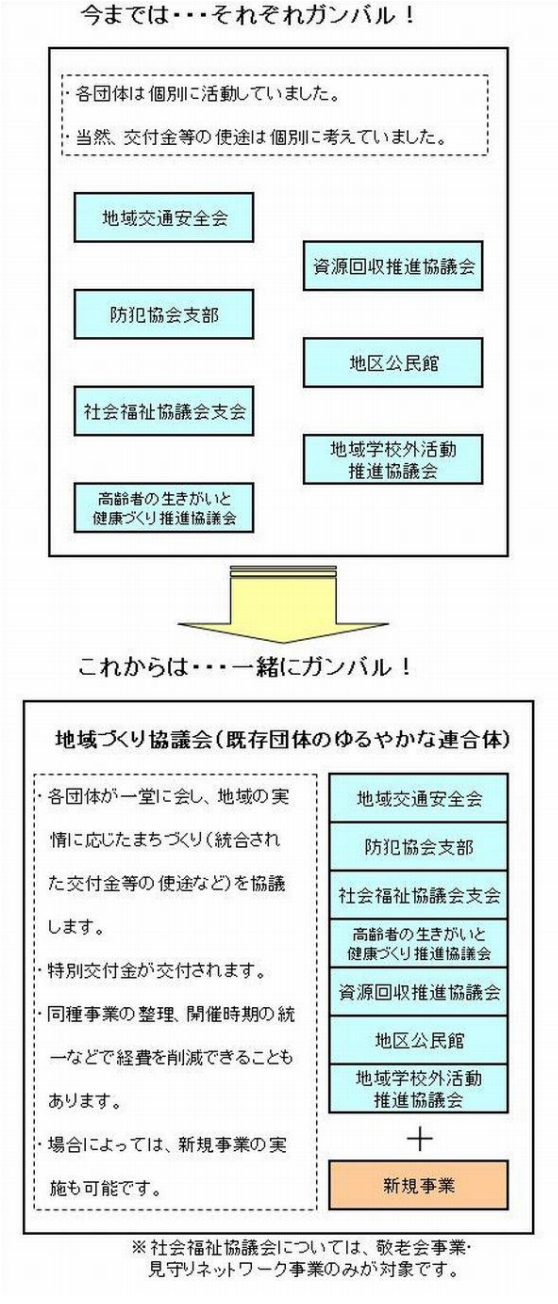 今までは・・・それぞれガンバル！
・各団体は個別に活動していました。
・当然、交付金等の使途は個別に考えていました。
地域交通安全会
資源回収推進協議会
防犯協会支部
地区公民館
社会福祉協議会支会
地域学校外活動
推進協議会
高齢者の生きがいと
健康づくり推進協議会
これからは・・・一緒にガンバル！
地域づくり協議会（既存団体のゆるやかな連合体）
・各団体が一堂に会し、地域の実
情に応じたまちづくり（統合され
た交付金等の使途など）を協議
します。
・特別交付金が交付されます。
・同種事業の整理、開催時期の統
一などで経費を削減できることも
あります。
・場合によっては、新規事業の実
施も可能です。
地域交通安全会
防犯協会支部
社会福祉協議会支会
高齢者の生きがいと
健康づくり推進協議会
資源回収推進協議会
地区公民館
地域学校外活動
推進協議会
＋
新規事業
※社会福祉協議会については、敬老会事業・
見守りネットワーク事業のみが対象です。